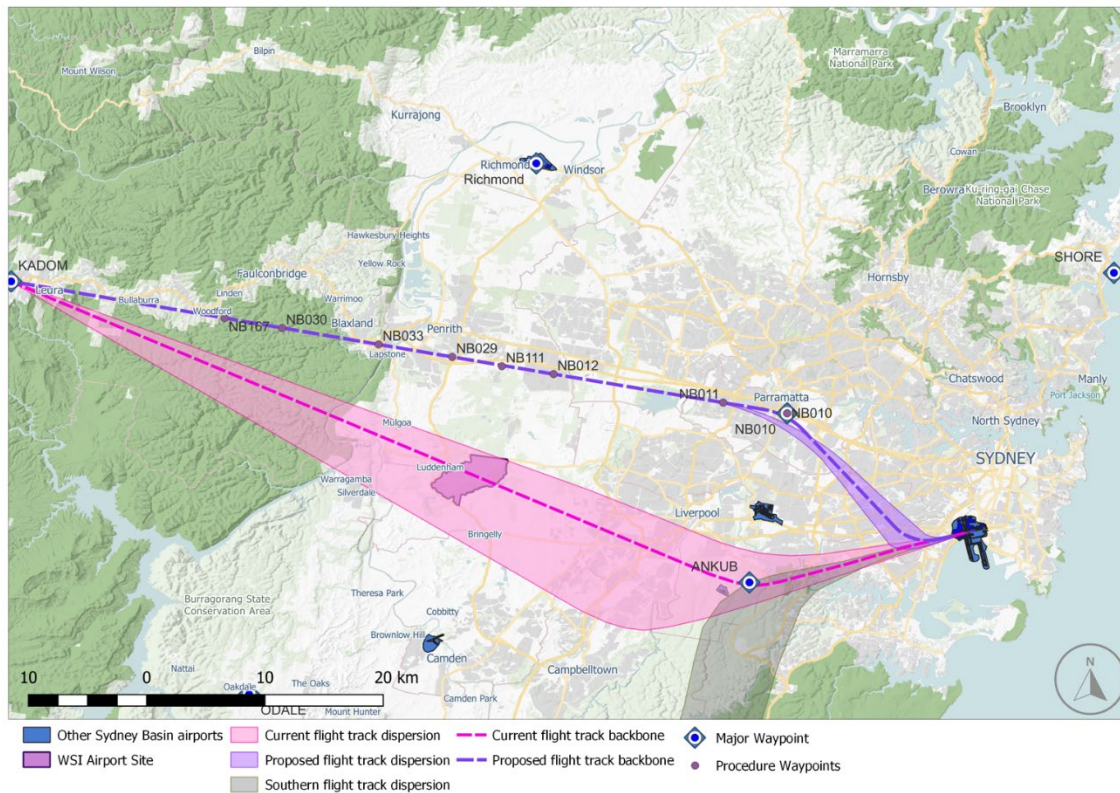 Marramarra
National Park
Bilpin
Mount Wilson
Brooklyn
Kurrajong
Cowan
Richmond
Richmond
Windsor
Berowra
Ku-ring-gai Chase
National Park
Hawkesbury Heights
SHORE
KADOM
Yellow Rock
Faulconbridge
Hornsby
Leura
Linden
Bullaburra
Warrimoo
Woodford
NB167
NB030
Blaxland
Penrith
NB033
Lapstone
NB029
NB111
NB012
Chatswood
Manly
Port Jackson
NB011
Parramatta
NB010
NB010
North Sydney
Mulgoa
SYDNEY
Luddenham
Warragamba
Silverdale
Liverpool
Bringelly
ANKUB
Theresa Park
Burragorang State
Conservation Area
Cobbitty
Brownlow Hill
Camden
Nattai
Campbelltown
Oakdale
The Oaks
ODALE
Mount Hunter
Camden Park
N
10 0 10 20 km
Other Sydney Basin airports
Current flight track dispersion
Current flight track backbone
Major Waypoint
WSI Airport Site
Proposed flight track dispersion
Proposed flight track backbone
Procedure Waypoints
Southern flight track dispersion